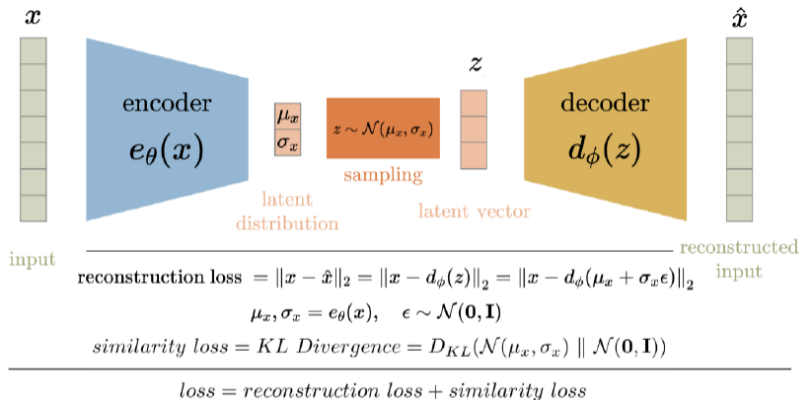 x
x̂
z
encoder
e_θ(x)
μ_x
σ_x
z ∼ 𝒩(μ_x, σ_x)
decoder
d_ϕ(z)
sampling
latent
distribution
latent vector
input
reconstructed
input
reconstruction loss = ‖x − x̂‖₂ = ‖x − d_ϕ(z)‖₂ = ‖x − d_ϕ(μ_x + σ_xϵ)‖₂
μ_x, σ_x = e_θ(x), ϵ ∼ 𝒩(0, I)
similarity loss = KL Divergence = D_KL(𝒩(μ_x, σ_x) ‖ 𝒩(0, I))
loss = reconstruction loss + similarity loss